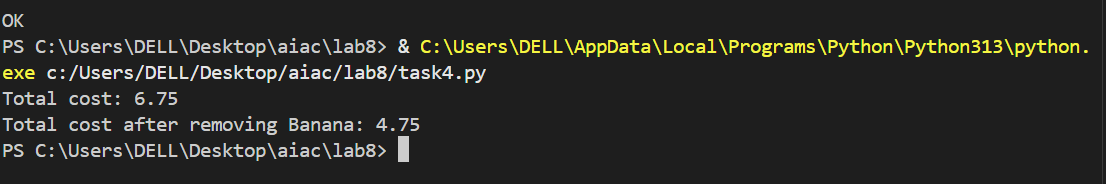 OK
PS C:\Users\DELL\Desktop\aiac\lab8> & C:\Users\DELL\AppData\Local\Programs\Python\Python313\python.
exe c:/Users/DELL/Desktop/aiac/lab8/task4.py
Total cost: 6.75
Total cost after removing Banana: 4.75
PS C:\Users\DELL\Desktop\aiac\lab8>